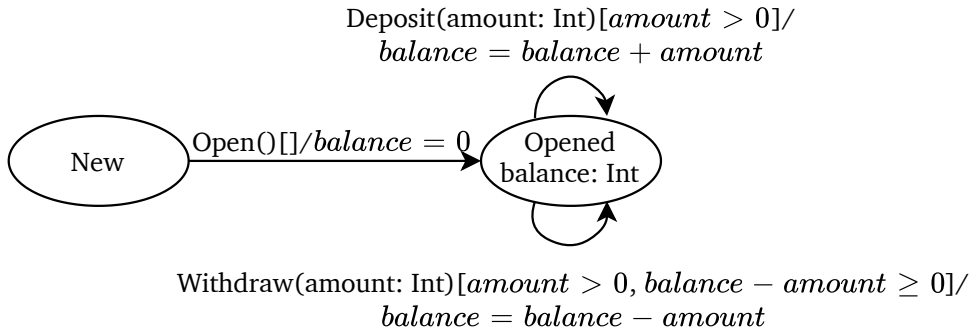 Deposit(amount: Int)[amount > 0]/
balance = balance + amount
New
Open()[]/balance = 0
Opened
balance: Int
Withdraw(amount: Int)[amount > 0, balance − amount ≥ 0]/
balance = balance − amount